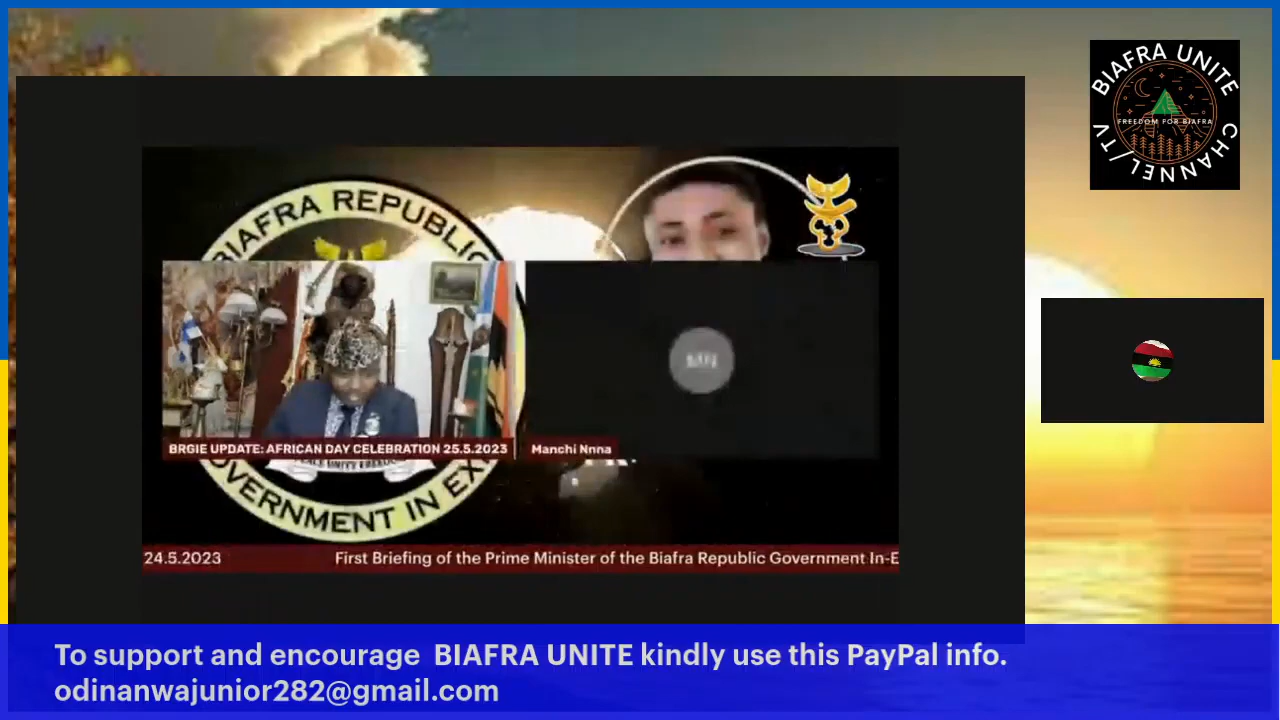 BIAFRA UNITE
CHANNEL/TV
FREEDOM FOR BIAFRA
BIAFRA REPUBLIC
GOVERNMENT IN EX
BRGIE UPDATE: AFRICAN DAY CELEBRATION 25.5.2023
Manchi Nnna
24.5.2023 First Briefing of the Prime Minister of the Biafra Republic Government In-E
To support and encourage BIAFRA UNITE kindly use this PayPal info.
odinanwajunior282@gmail.com